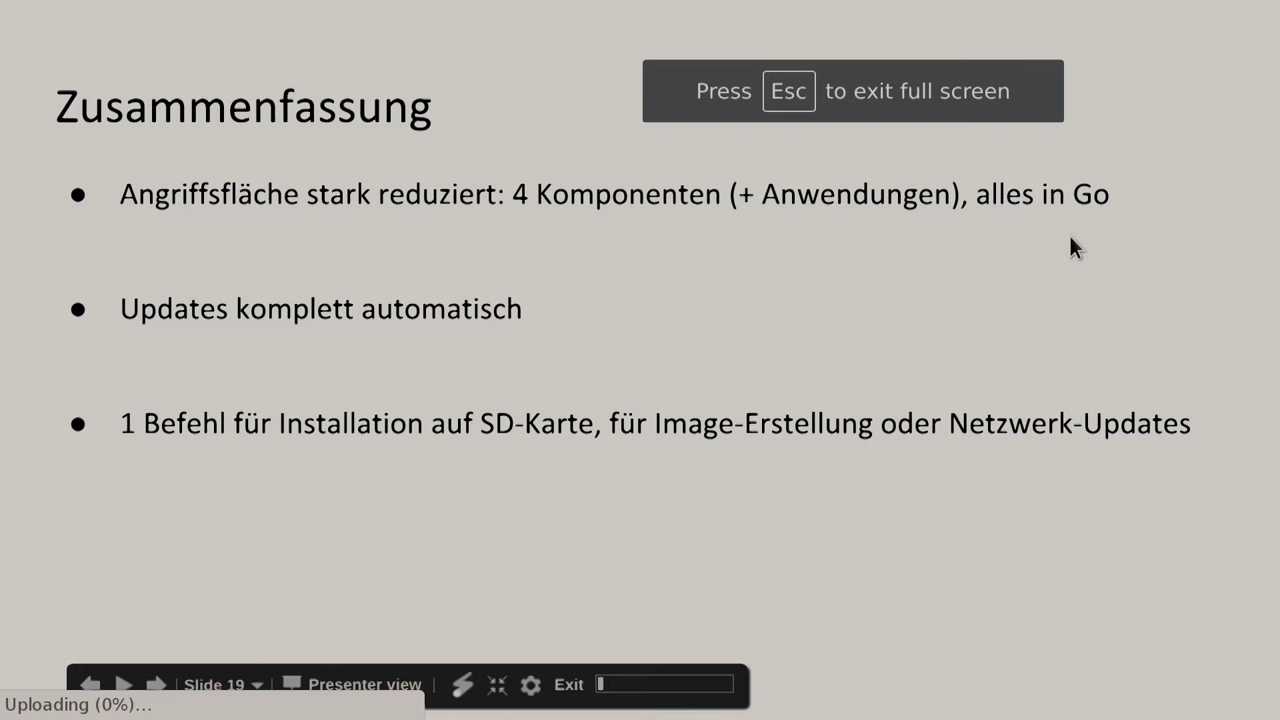 Zusammenfassung
Press Esc to exit full screen
● Angriffsfläche stark reduziert: 4 Komponenten (+ Anwendungen), alles in Go
● Updates komplett automatisch
● 1 Befehl für Installation auf SD-Karte, für Image-Erstellung oder Netzwerk-Updates
Slide 19 Presenter view Exit
Uploading (0%)...